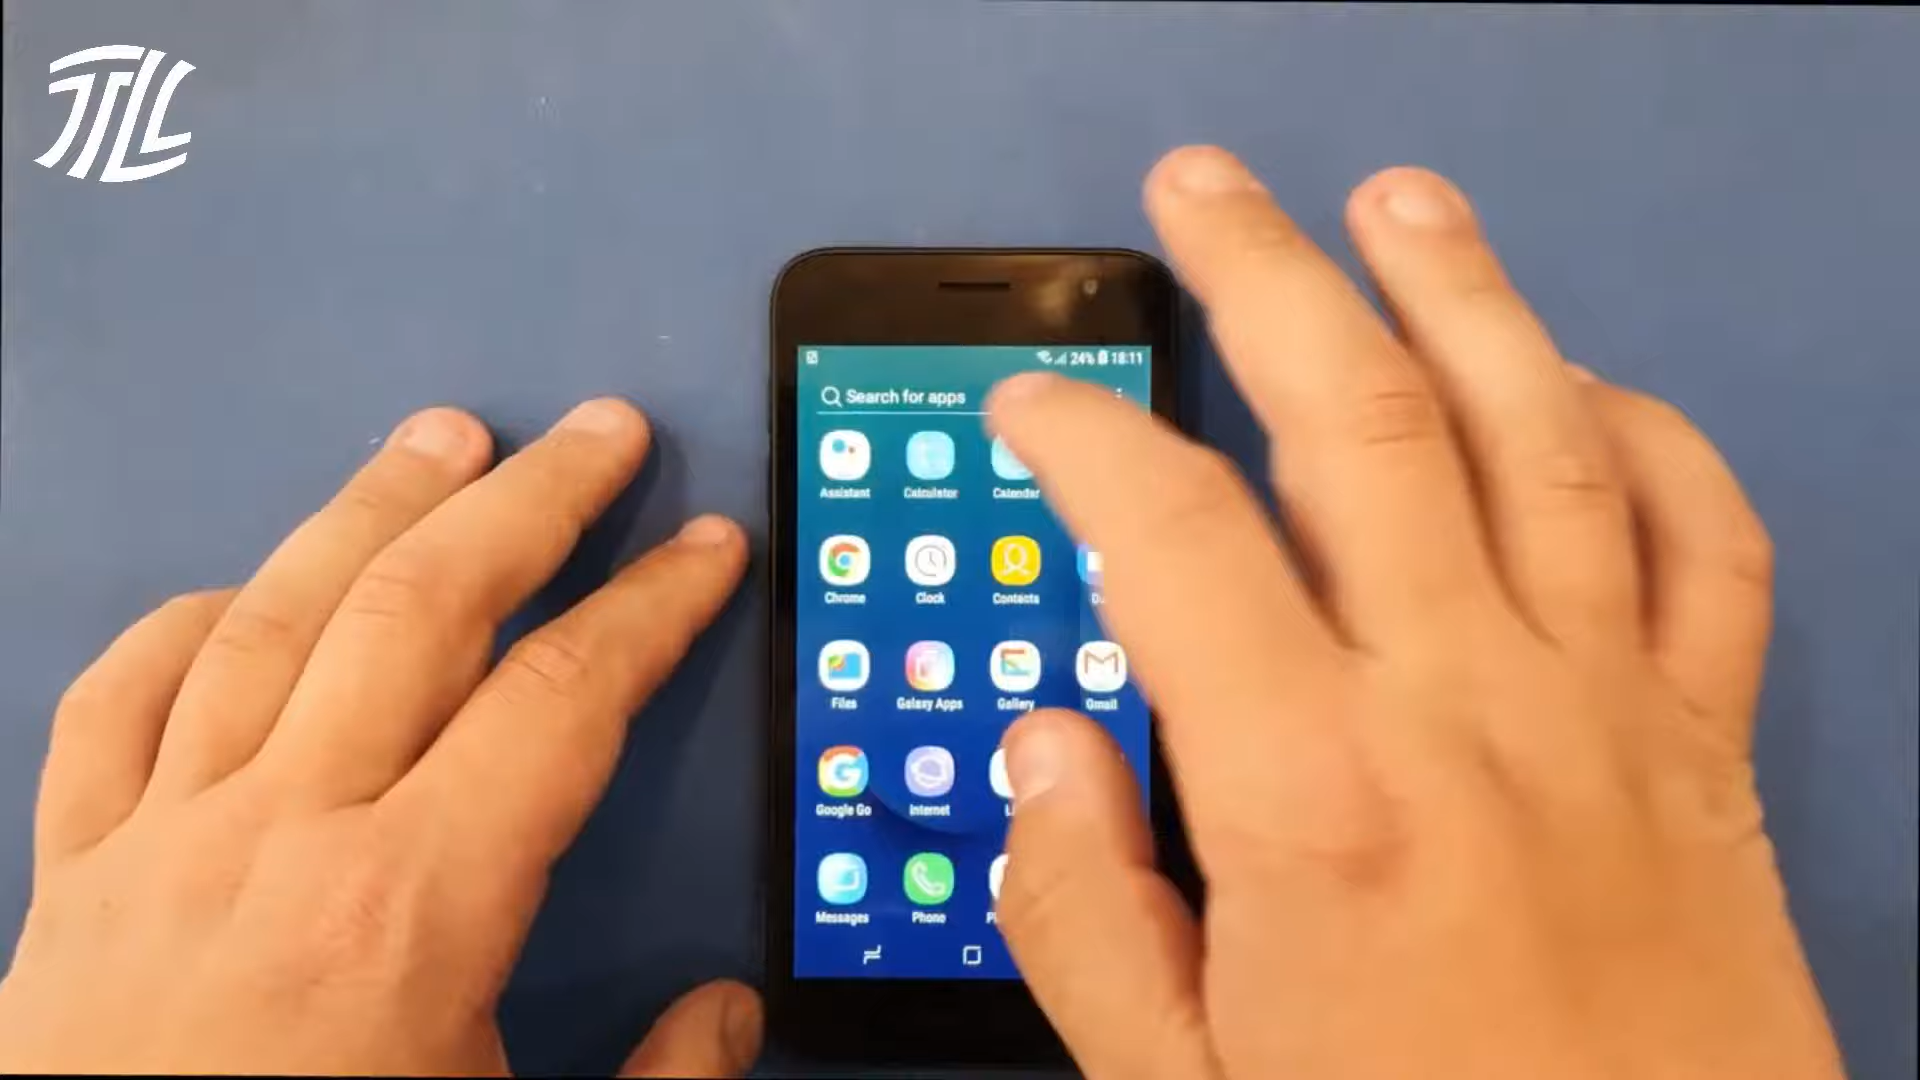 TLC
24% 18:11
Search for apps
Assistant Calculator Calendar
Chrome Clock Contacts
Files Galaxy Apps Gallery Gmail
Google Go Internet
Messages Phone